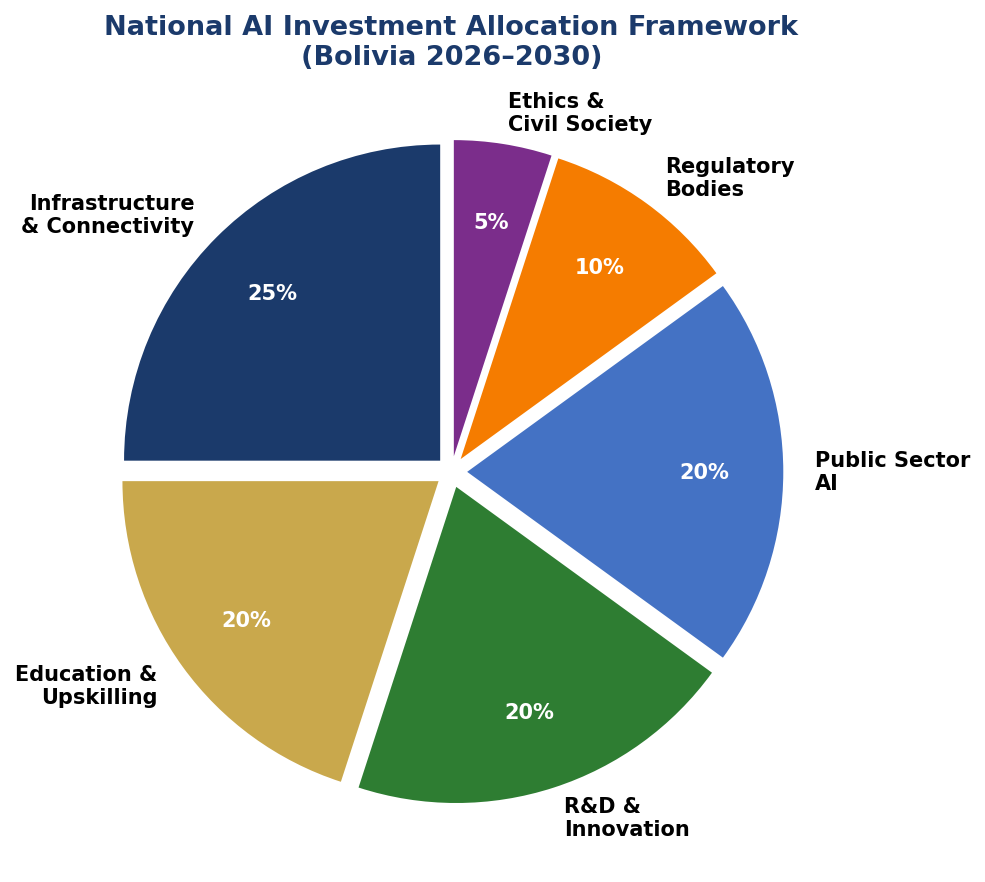 National AI Investment Allocation Framework
(Bolivia 2026–2030)
Ethics &
Civil Society
Regulatory
Bodies
Infrastructure
& Connectivity
5%
10%
25%
Public Sector
AI
20%
20%
Education &
Upskilling
20%
R&D &
Innovation